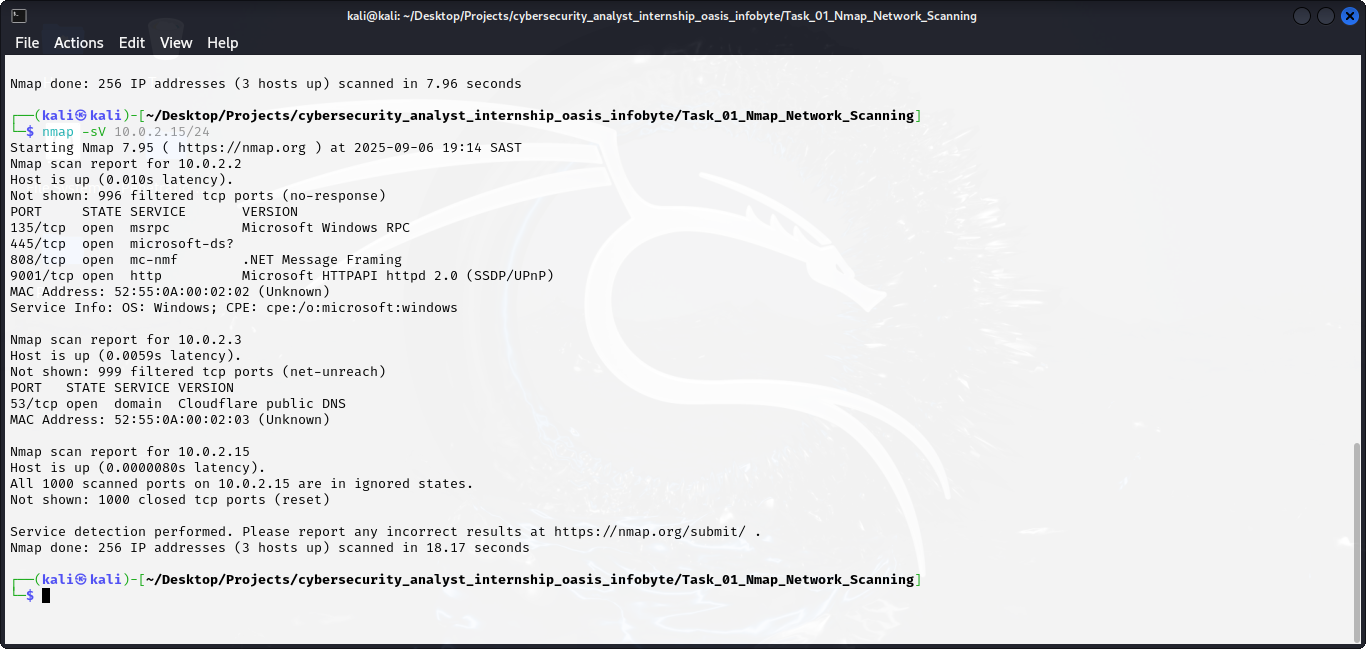 kali@kali: ~/Desktop/Projects/cybersecurity_analyst_internship_oasis_infobyte/Task_01_Nmap_Network_Scanning
File Actions Edit View Help
Nmap done: 256 IP addresses (3 hosts up) scanned in 7.96 seconds
┌──(kali㉿kali)-[~/Desktop/Projects/cybersecurity_analyst_internship_oasis_infobyte/Task_01_Nmap_Network_Scanning]
└─$ nmap -sV 10.0.2.15/24
Starting Nmap 7.95 ( https://nmap.org ) at 2025-09-06 19:14 SAST
Nmap scan report for 10.0.2.2
Host is up (0.010s latency).
Not shown: 996 filtered tcp ports (no-response)
PORT     STATE SERVICE       VERSION
135/tcp  open  msrpc         Microsoft Windows RPC
445/tcp  open  microsoft-ds?
808/tcp  open  mc-nmf        .NET Message Framing
9001/tcp open  http          Microsoft HTTPAPI httpd 2.0 (SSDP/UPnP)
MAC Address: 52:55:0A:00:02:02 (Unknown)
Service Info: OS: Windows; CPE: cpe:/o:microsoft:windows
Nmap scan report for 10.0.2.3
Host is up (0.0059s latency).
Not shown: 999 filtered tcp ports (net-unreach)
PORT   STATE SERVICE VERSION
53/tcp open  domain  Cloudflare public DNS
MAC Address: 52:55:0A:00:02:03 (Unknown)
Nmap scan report for 10.0.2.15
Host is up (0.0000080s latency).
All 1000 scanned ports on 10.0.2.15 are in ignored states.
Not shown: 1000 closed tcp ports (reset)
Service detection performed. Please report any incorrect results at https://nmap.org/submit/ .
Nmap done: 256 IP addresses (3 hosts up) scanned in 18.17 seconds
┌──(kali㉿kali)-[~/Desktop/Projects/cybersecurity_analyst_internship_oasis_infobyte/Task_01_Nmap_Network_Scanning]
└─$